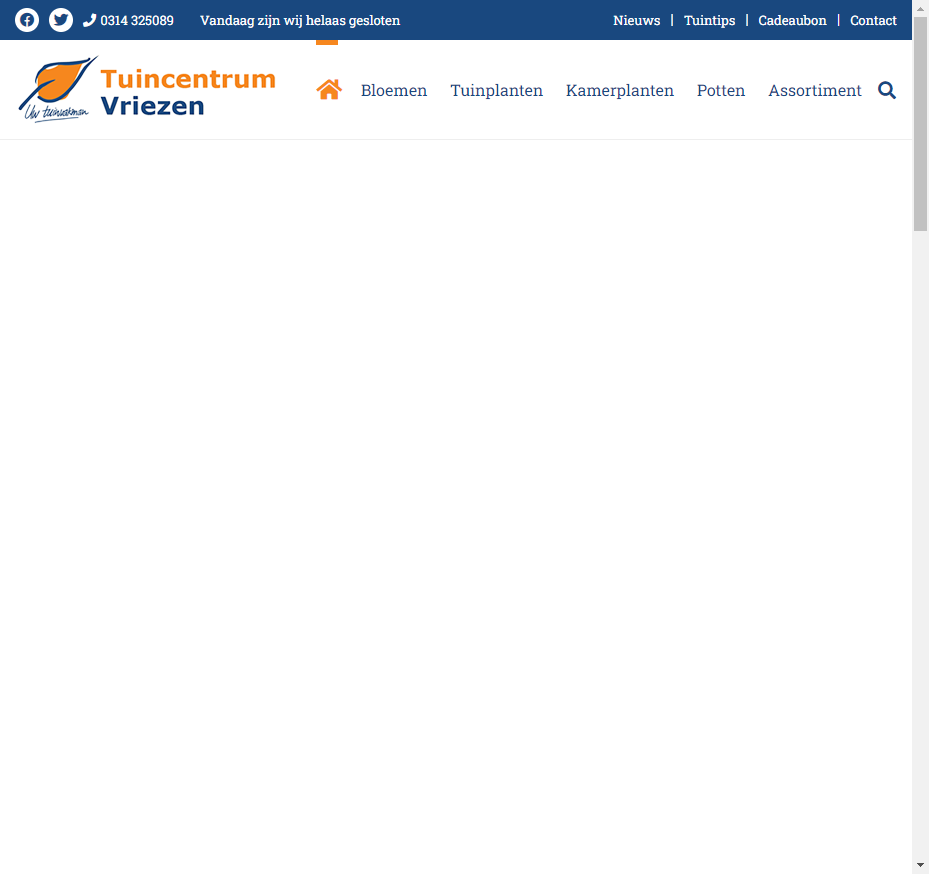 0314 325089 Vandaag zijn wij helaas gesloten Nieuws | Tuintips | Cadeaubon | Contact
Tuincentrum
Vriezen
Uw tuinvakman
Bloemen Tuinplanten Kamerplanten Potten Assortiment